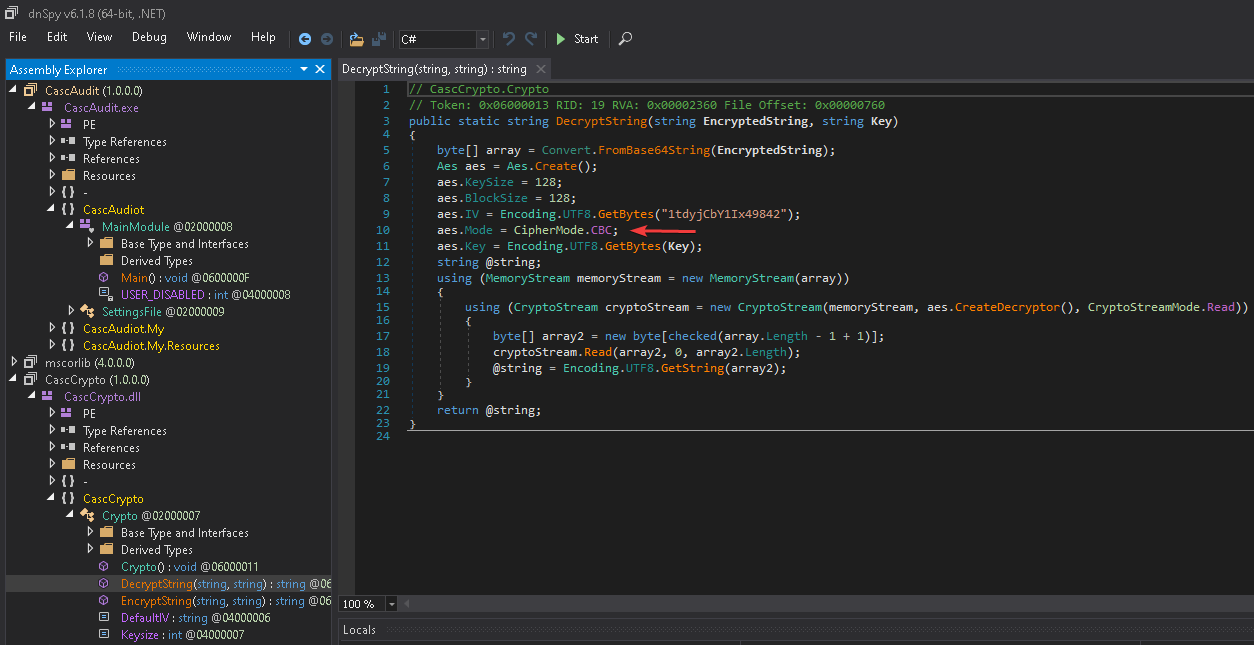 dnSpy v6.1.8 (64-bit, .NET)
File Edit View Debug Window Help C# Start
Assembly Explorer
CascAudit (1.0.0.0)
CascAudit.exe
PE
Type References
References
Resources
{ } -
{ } CascAudiot
MainModule @02000008
Base Type and Interfaces
Derived Types
Main() : void @0600000F
USER_DISABLED : int @04000008
SettingsFile @02000009
{ } CascAudiot.My
{ } CascAudiot.My.Resources
mscorlib (4.0.0.0)
CascCrypto (1.0.0.0)
CascCrypto.dll
PE
Type References
References
Resources
{ } -
{ } CascCrypto
Crypto @02000007
Base Type and Interfaces
Derived Types
Crypto() : void @06000011
DecryptString(string, string) : string @06
EncryptString(string, string) : string @06
DefaultIV : string @04000006
Keysize : int @04000007
DecryptString(string, string) : string
1 // CascCrypto.Crypto
2 // Token: 0x06000013 RID: 19 RVA: 0x00002360 File Offset: 0x00000760
3 public static string DecryptString(string EncryptedString, string Key)
4 {
5 byte[] array = Convert.FromBase64String(EncryptedString);
6 Aes aes = Aes.Create();
7 aes.KeySize = 128;
8 aes.BlockSize = 128;
9 aes.IV = Encoding.UTF8.GetBytes("1tdyjCbY1Ix49842");
10 aes.Mode = CipherMode.CBC;
11 aes.Key = Encoding.UTF8.GetBytes(Key);
12 string @string;
13 using (MemoryStream memoryStream = new MemoryStream(array))
14 {
15 using (CryptoStream cryptoStream = new CryptoStream(memoryStream, aes.CreateDecryptor(), CryptoStreamMode.Read))
16 {
17 byte[] array2 = new byte[checked(array.Length - 1 + 1)];
18 cryptoStream.Read(array2, 0, array2.Length);
19 @string = Encoding.UTF8.GetString(array2);
20 }
21 }
22 return @string;
23 }
24
100 %
Locals